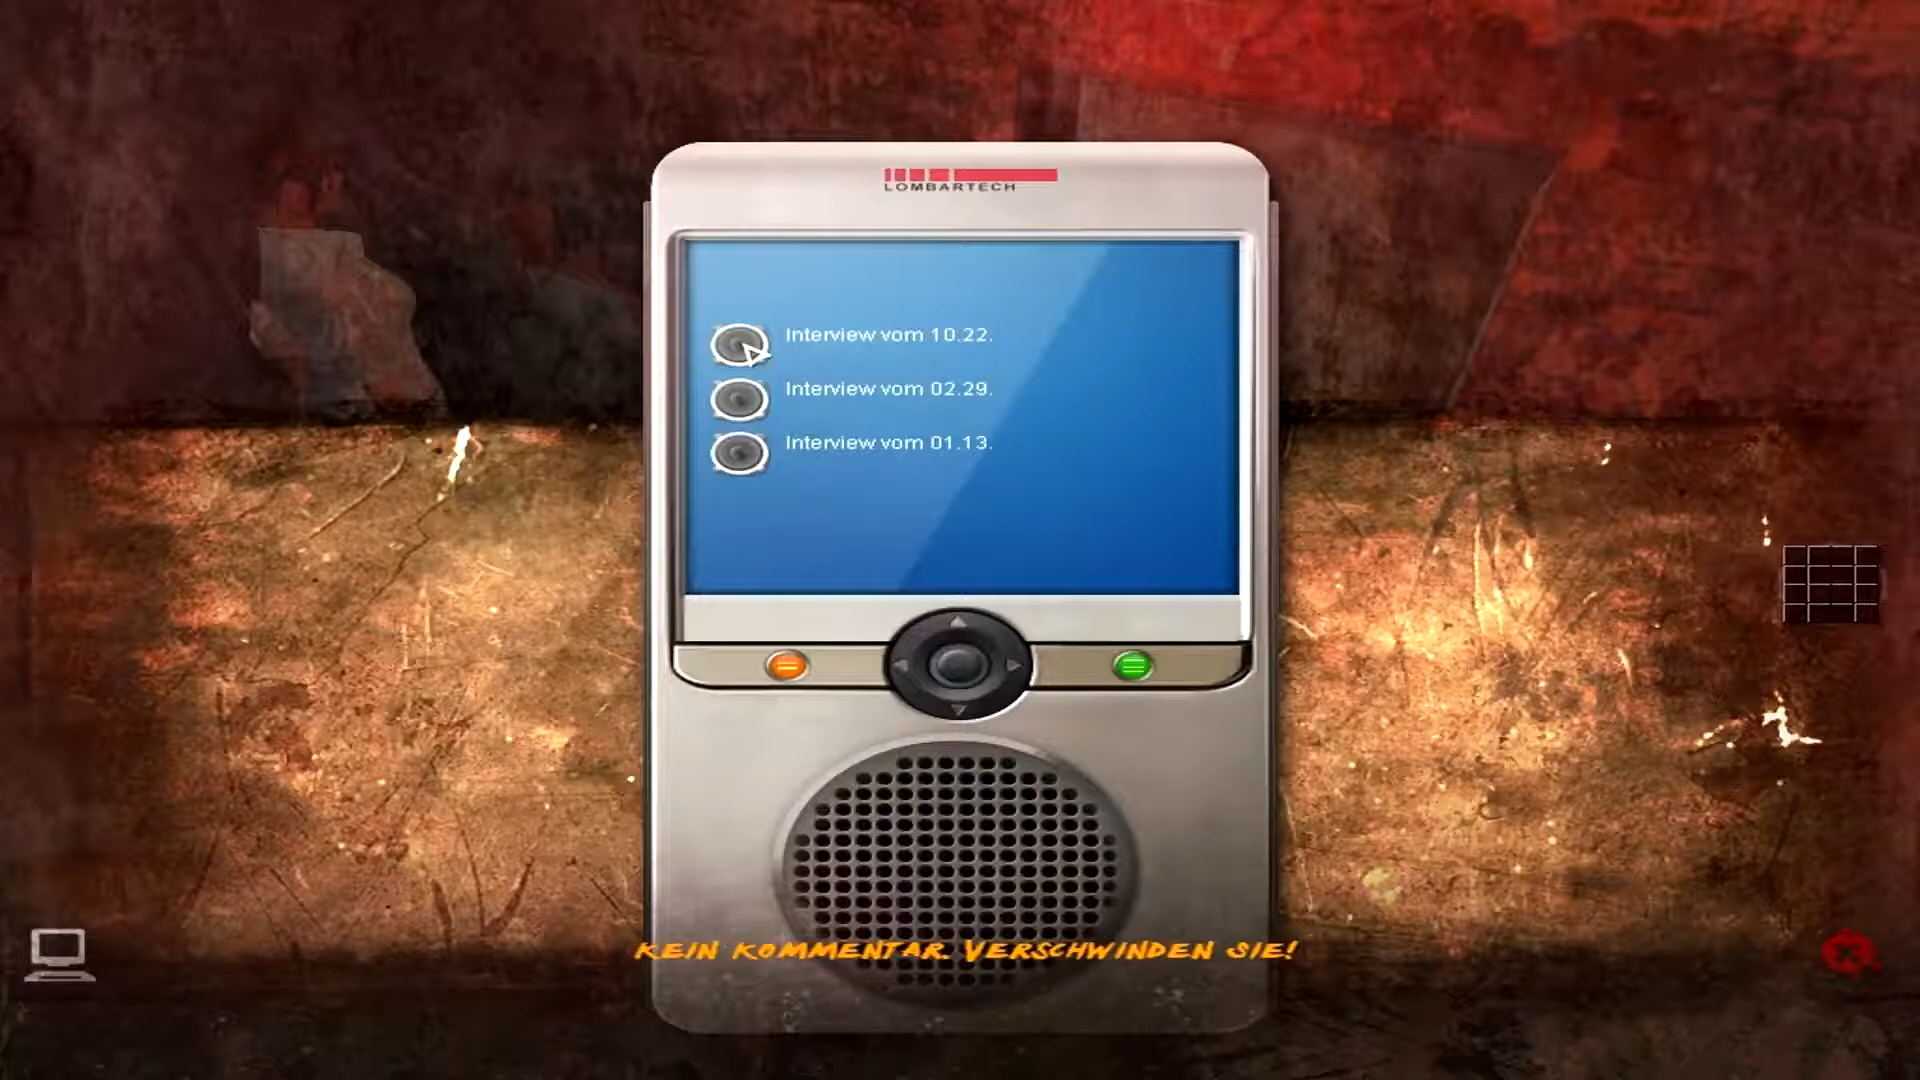 LOMBARTECH
Interview vom 10.22.
Interview vom 02.29.
Interview vom 01.13.
KEIN KOMMENTAR. VERSCHWINDEN SIE!